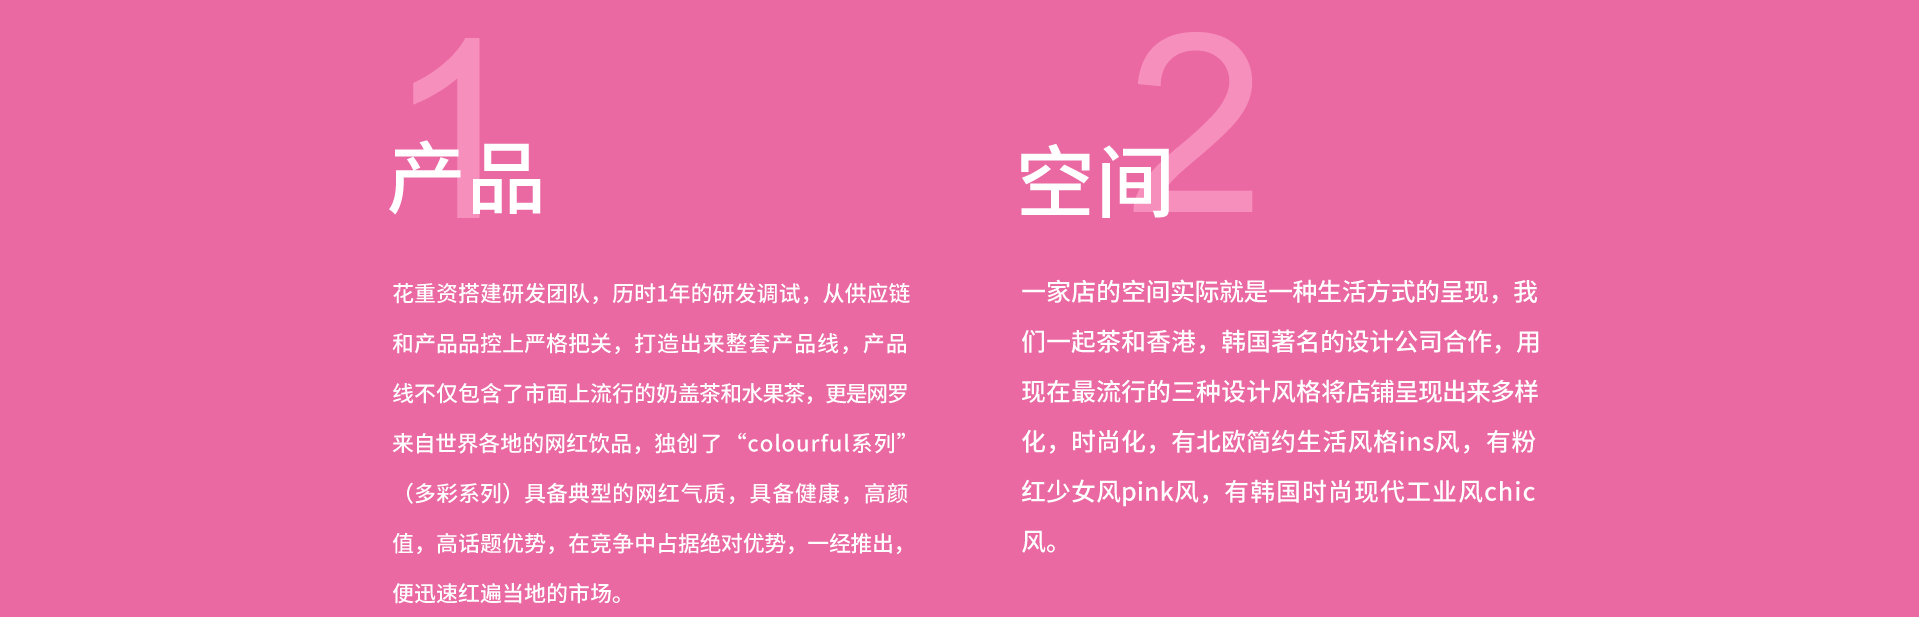 1
产品
花重资搭建研发团队，历时1年的研发调试，从供应链
和产品品控上严格把关，打造出来整套产品线，产品
线不仅包含了市面上流行的奶盖茶和水果茶，更是网罗
来自世界各地的网红饮品，独创了“colourful系列”
（多彩系列）具备典型的网红气质，具备健康，高颜
值，高话题优势，在竞争中占据绝对优势，一经推出，
便迅速红遍当地的市场。
2
空间
一家店的空间实际就是一种生活方式的呈现，我
们一起茶和香港，韩国著名的设计公司合作，用
现在最流行的三种设计风格将店铺呈现出来多样
化，时尚化，有北欧简约生活风格ins风，有粉
红少女风pink风，有韩国时尚现代工业风chic
风。